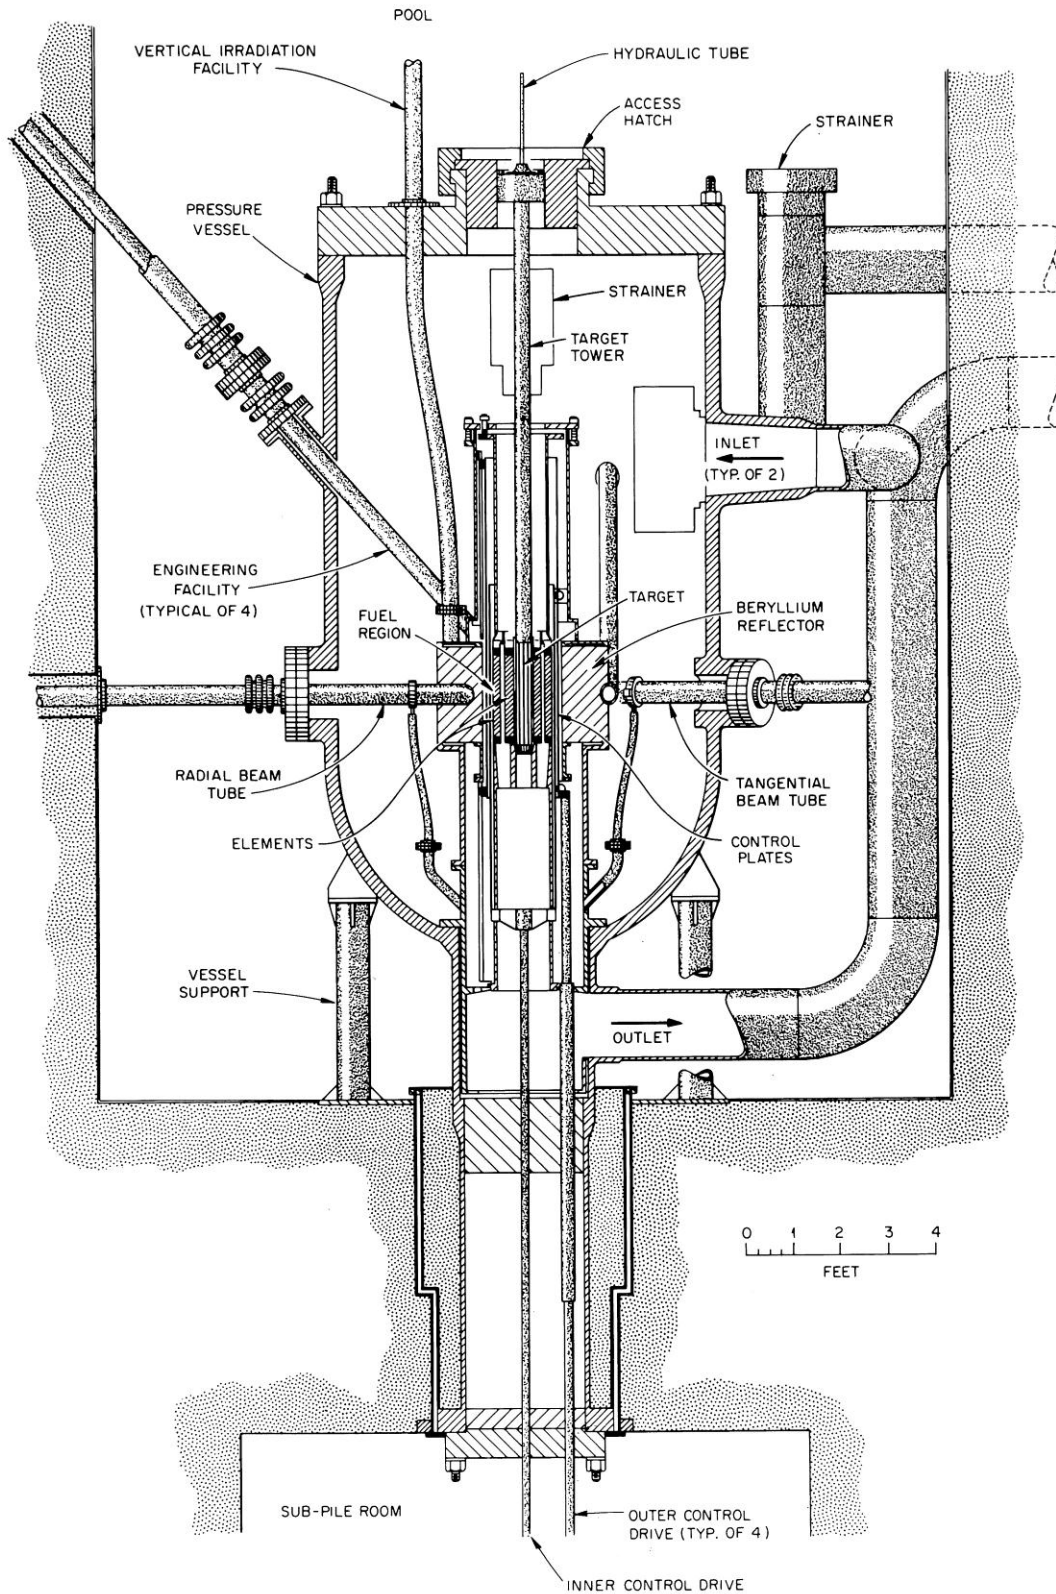 POOL
VERTICAL IRRADIATION
FACILITY
HYDRAULIC TUBE
ACCESS
HATCH
STRAINER
PRESSURE
VESSEL
STRAINER
TARGET
TOWER
INLET
(TYP. OF 2)
ENGINEERING
FACILITY
(TYPICAL OF 4)
FUEL
REGION
TARGET
BERYLLIUM
REFLECTOR
RADIAL BEAM
TUBE
TANGENTIAL
BEAM TUBE
ELEMENTS
CONTROL
PLATES
VESSEL
SUPPORT
OUTLET
0 1 2 3 4
FEET
SUB-PILE ROOM
OUTER CONTROL
DRIVE (TYP. OF 4)
INNER CONTROL DRIVE